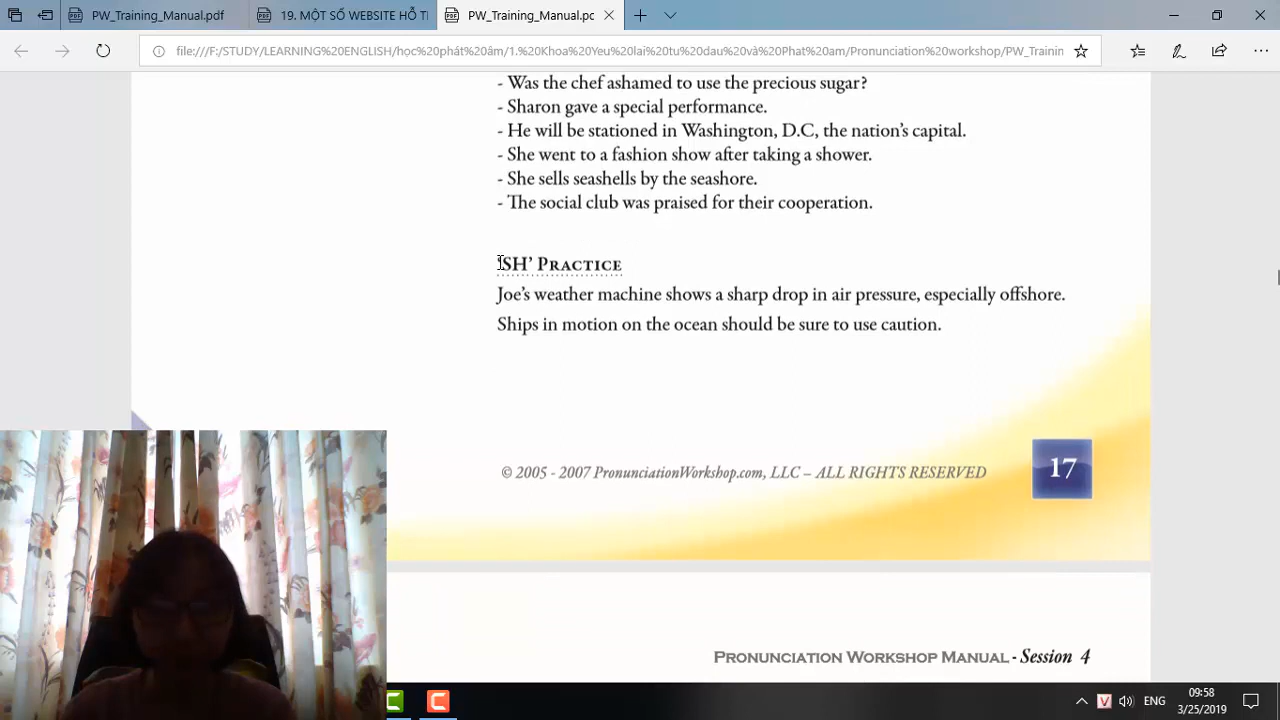 PW_Training_Manual.pdf
19. MỘT SỐ WEBSITE HỖ T
PW_Training_Manual.pc
file:///F:/STUDY/LEARNING%20ENGLISH/học%20phát%20âm/1.%20Khoa%20Yeu%20lai%20tu%20dau%20và%20Phat%20am/Pronunciation%20workshop/PW_Trainin
- Was the chef ashamed to use the precious sugar?
- Sharon gave a special performance.
- He will be stationed in Washington, D.C, the nation's capital.
- She went to a fashion show after taking a shower.
- She sells seashells by the seashore.
- The social club was praised for their cooperation.
'SH' Practice
Joe's weather machine shows a sharp drop in air pressure, especially offshore.
Ships in motion on the ocean should be sure to use caution.
© 2005 - 2007 PronunciationWorkshop.com, LLC – ALL RIGHTS RESERVED
17
Pronunciation Workshop Manual - Session 4
V ENG
09:58
3/25/2019